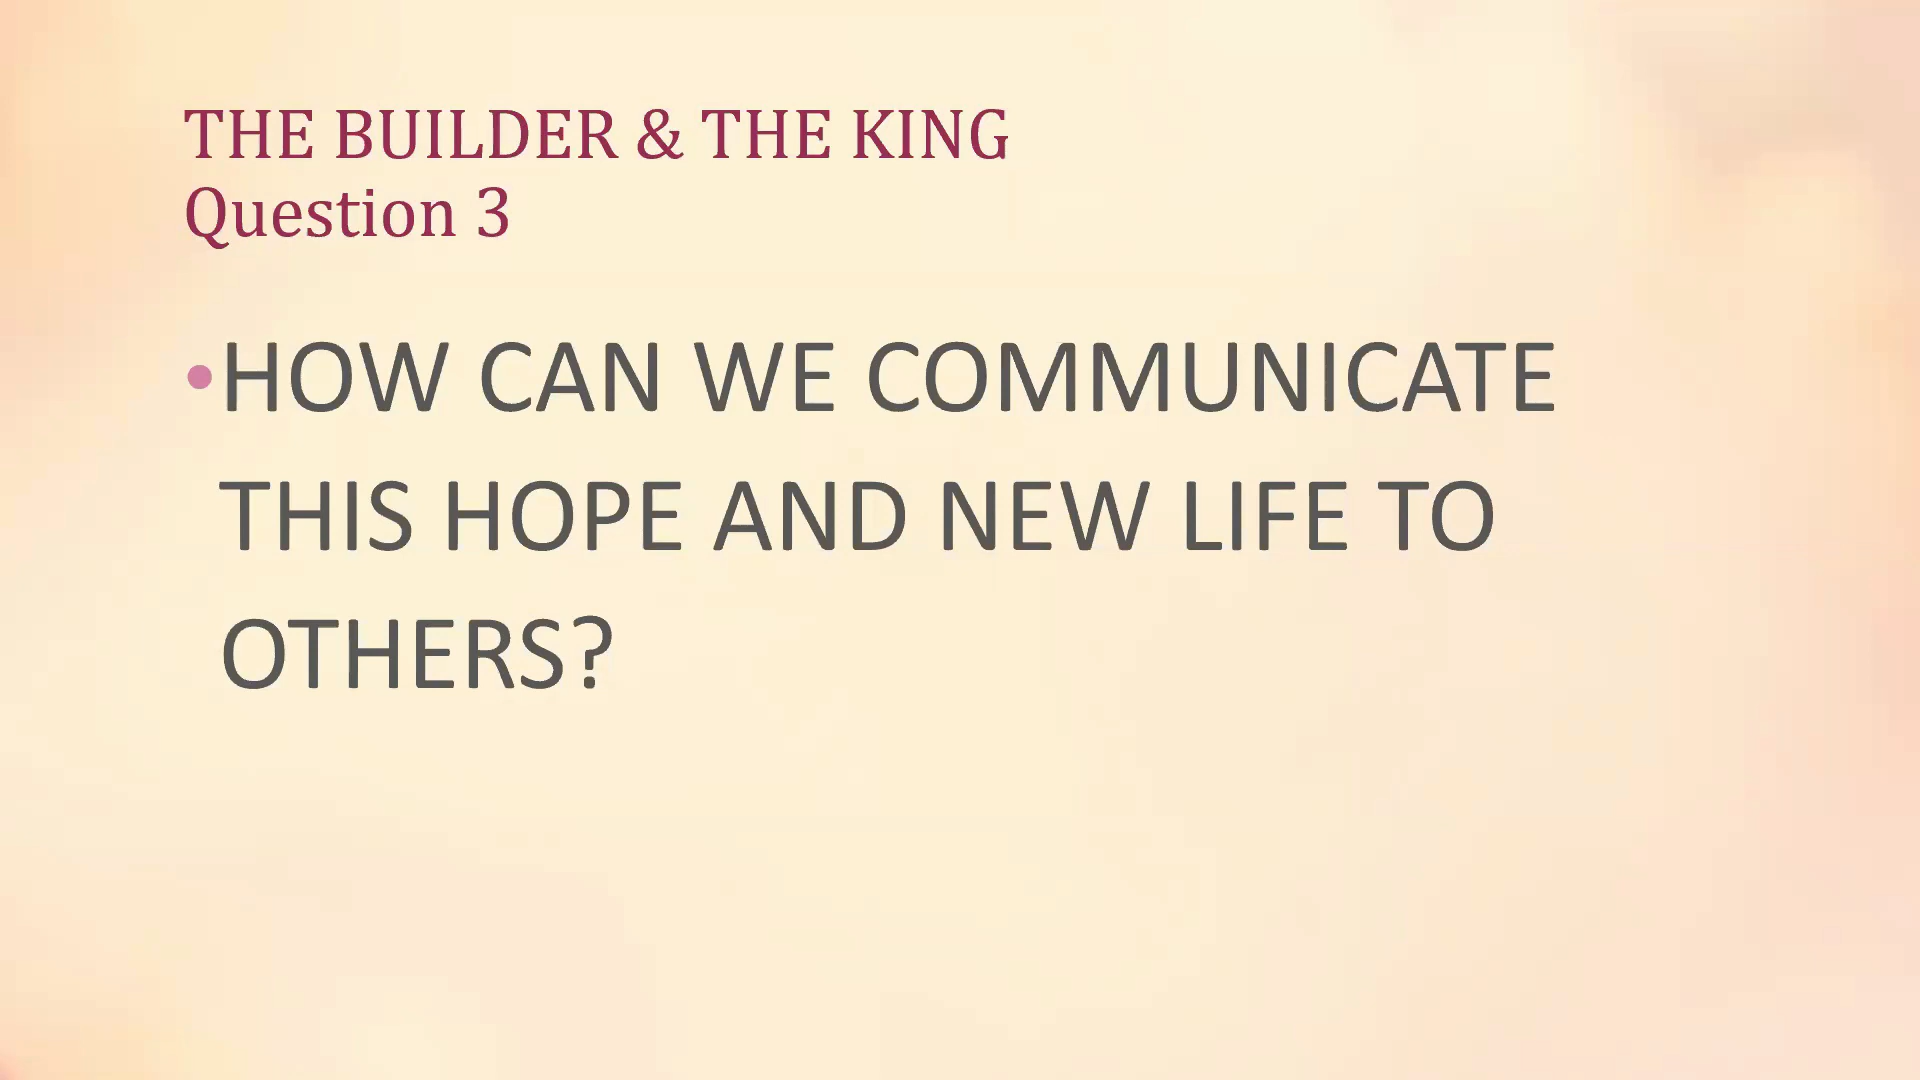 THE BUILDER & THE KING
Question 3
•HOW CAN WE COMMUNICATE
THIS HOPE AND NEW LIFE TO
OTHERS?